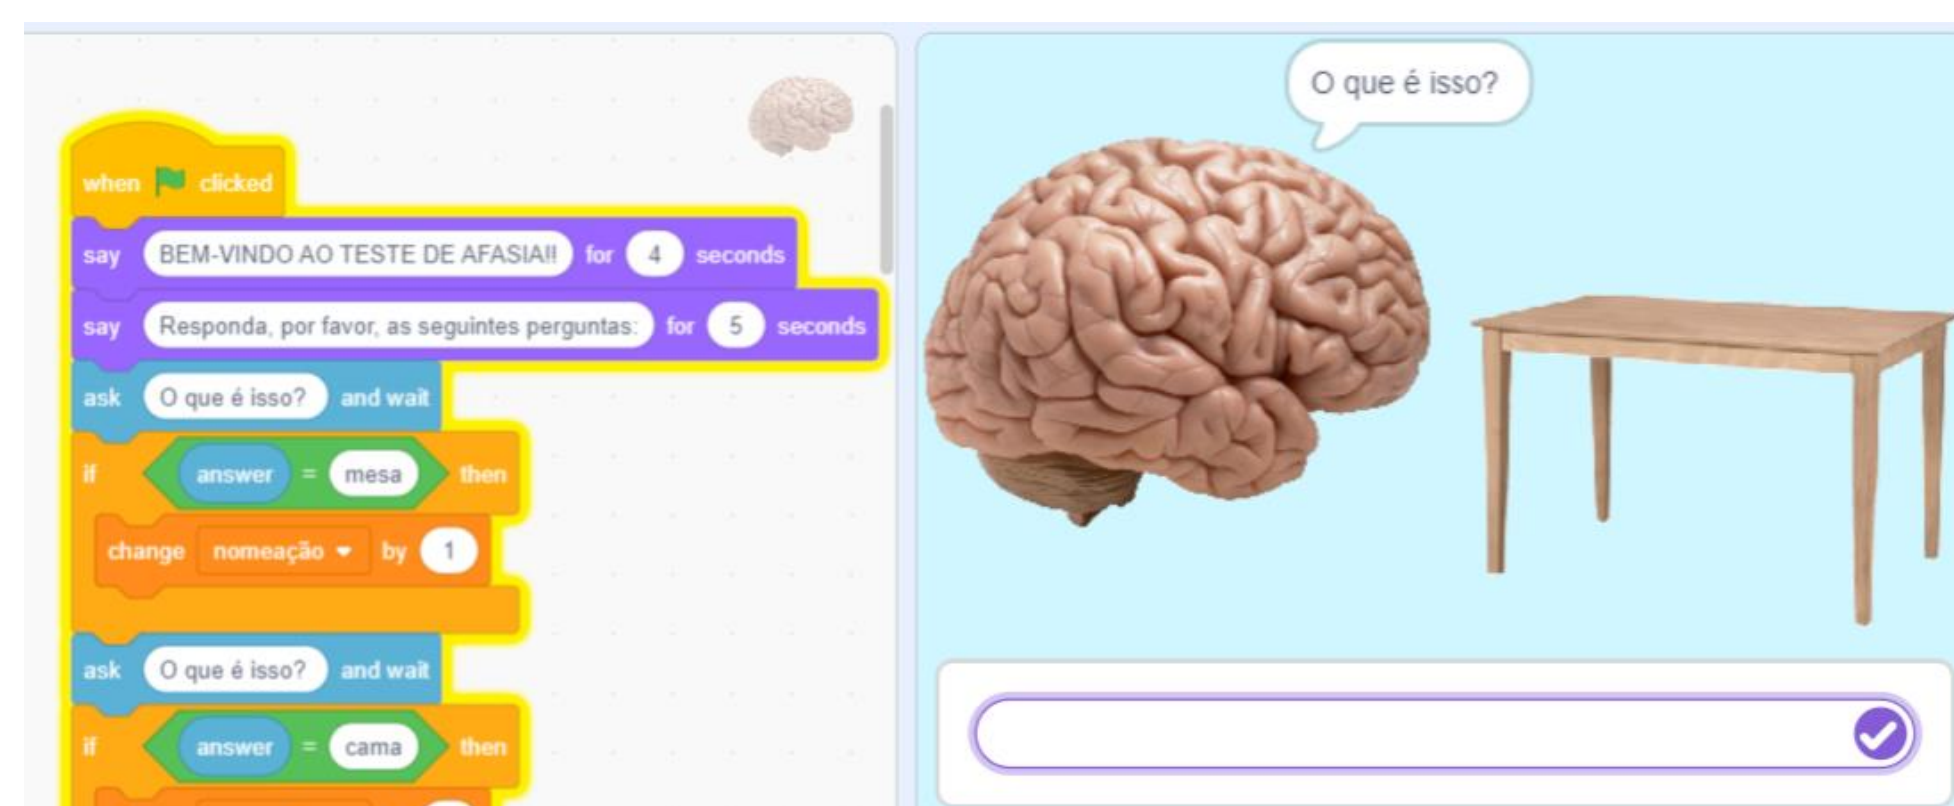 when clicked
say BEM-VINDO AO TESTE DE AFASIA!! for 4 seconds
say Responda, por favor, as seguintes perguntas: for 5 seconds
ask O que é isso? and wait
if answer = mesa then
change nomeação by 1
ask O que é isso? and wait
if answer = cama then
O que é isso?